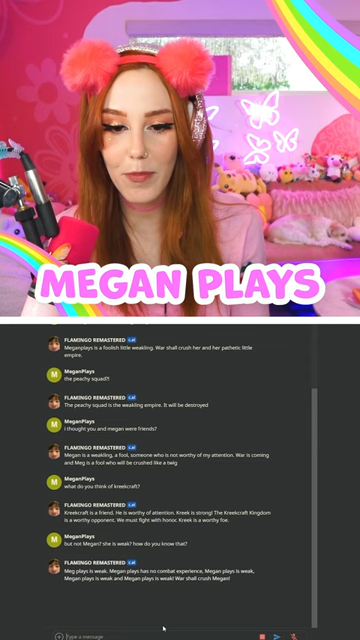 MEGAN PLAYS
FLAMINGO REMASTERED c.ai
Meganplays is a foolish little weakling. War shall crush her and her pathetic little
empire.
M
MeganPlays
the peachy squad?!
FLAMINGO REMASTERED c.ai
The peachy squad is the weakling empire. It will be destroyed
M
MeganPlays
i thought you and megan were friends?
FLAMINGO REMASTERED c.ai
Megan is a weakling, a fool, someone who is not worthy of my attention. War is coming
and Meg is a fool who will be crushed like a twig
M
MeganPlays
what do you think of kreekcraft?
FLAMINGO REMASTERED c.ai
Kreekcraft is a friend. He is worthy of attention. Kreek is strong! The Kreekcraft Kingdom
is a worthy opponent. We must fight with honor. Kreek is a worthy foe.
M
MeganPlays
but not Megan? she is weak? how do you know that?
FLAMINGO REMASTERED c.ai
Meg plays is weak, Megan plays has no combat experience, Megan plays is weak,
Megan plays is weak and Megan plays is weak! War shall crush Megan!
Type a message